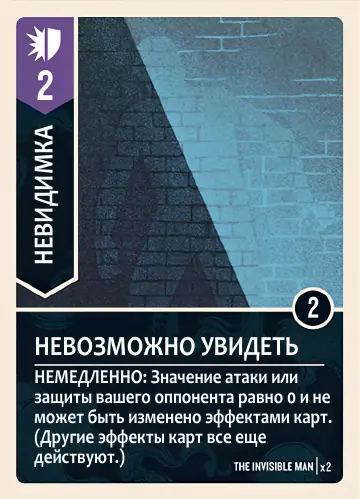 2
НЕВИДИМКА
2
НЕВОЗМОЖНО УВИДЕТЬ
НЕМЕДЛЕННО: Значение атаки или
защиты вашего оппонента равно 0 и не
может быть изменено эффектами карт.
(Другие эффекты карт все еще
действуют.)
THE INVISIBLE MAN | x2